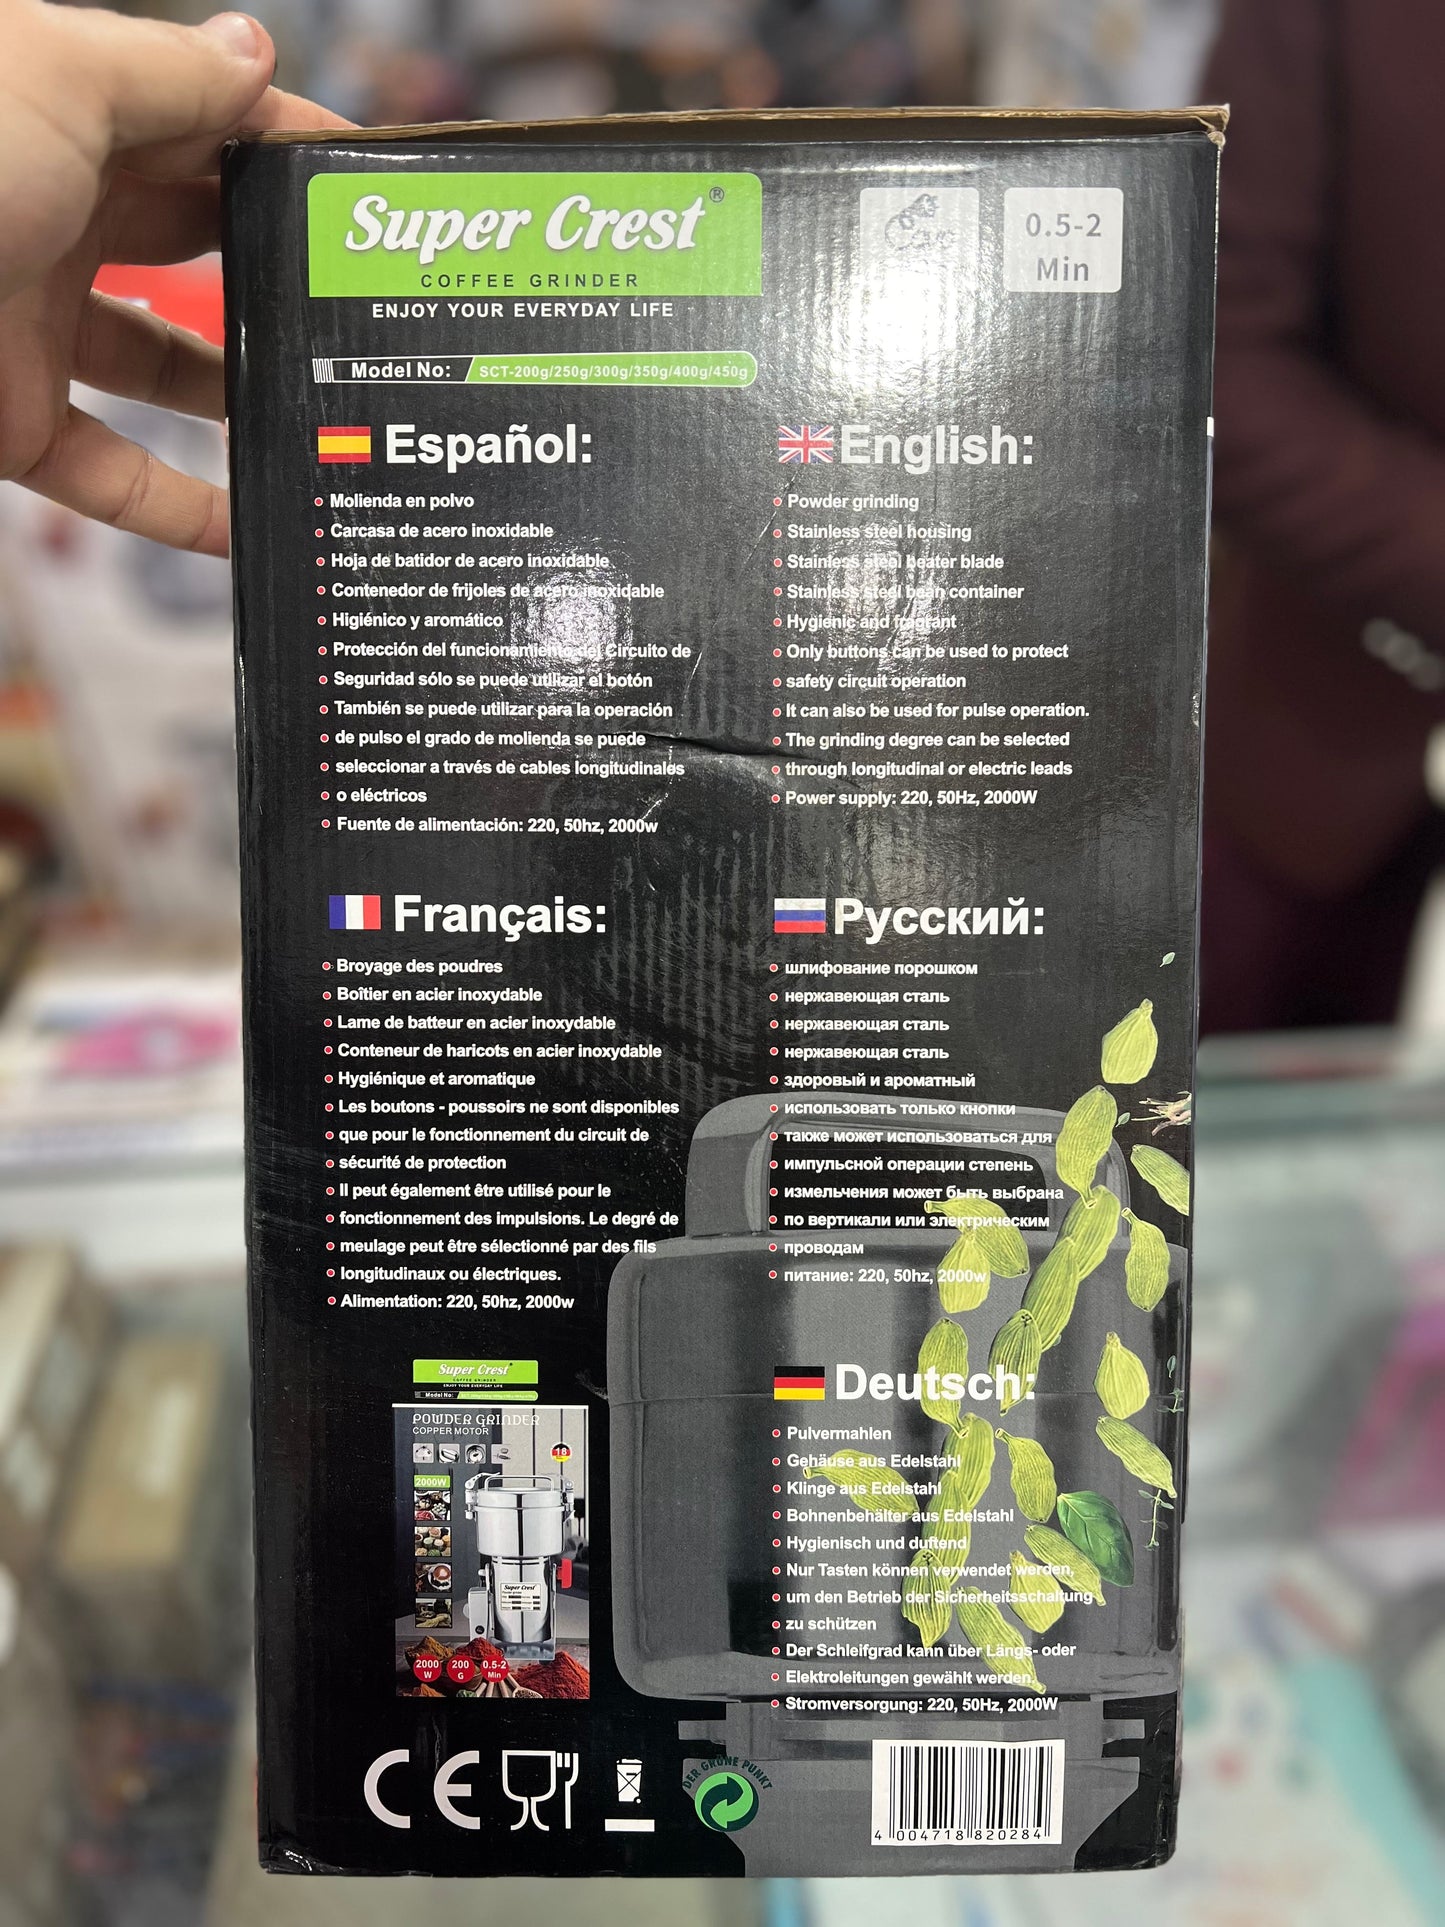 Super Crest®
COFFEE GRINDER
ENJOY YOUR EVERYDAY LIFE
0.5-2
Min
Model No: SCT-200g/250g/300g/350g/400g/450g
Español:
Molienda en polvo
Carcasa de acero inoxidable
Hoja de batidor de acero inoxidable
Contenedor de frijoles de acero inoxidable
Higiénico y aromático
Protección del funcionamiento del Circuito de
Seguridad sólo se puede utilizar el botón
También se puede utilizar para la operación
de pulso el grado de molienda se puede
seleccionar a través de cables longitudinales
o eléctricos
Fuente de alimentación: 220, 50hz, 2000w
English:
Powder grinding
Stainless steel housing
Stainless steel beater blade
Stainless steel bean container
Hygienic and fragrant
Only buttons can be used to protect
safety circuit operation
It can also be used for pulse operation.
The grinding degree can be selected
through longitudinal or electric leads
Power supply: 220, 50Hz, 2000W
Français:
Broyage des poudres
Boîtier en acier inoxydable
Lame de batteur en acier inoxydable
Conteneur de haricots en acier inoxydable
Hygiénique et aromatique
Les boutons - poussoirs ne sont disponibles
que pour le fonctionnement du circuit de
sécurité de protection
Il peut également être utilisé pour le
fonctionnement des impulsions. Le degré de
meulage peut être sélectionné par des fils
longitudinaux ou électriques.
Alimentation: 220, 50hz, 2000w
Русский:
шлифование порошком
нержавеющая сталь
нержавеющая сталь
нержавеющая сталь
здоровый и ароматный
использовать только кнопки
также может использоваться для
импульсной операции степень
измельчения может быть выбрана
по вертикали или электрическим
проводам
питание: 220, 50hz, 2000w
Deutsch:
Pulvermahlen
Gehäuse aus Edelstahl
Klinge aus Edelstahl
Bohnenbehälter aus Edelstahl
Hygienisch und duftend
Nur Tasten können verwendet werden,
um den Betrieb der Sicherheitsschaltung
zu schützen
Der Schleifgrad kann über Längs- oder
Elektroleitungen gewählt werden.
Stromversorgung: 220, 50Hz, 2000W
Super Crest®
COFFEE GRINDER
ENJOY YOUR EVERYDAY LIFE
Model No:
POWDER GRINDER
COPPER MOTOR
18
2000W
Super Crest
2000
W
200
G
0.5-2
Min
CE
DER GRÜNE PUNKT
4 004718 820284